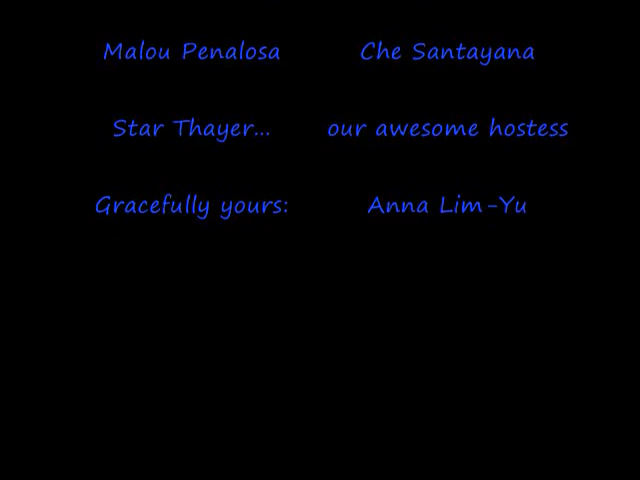 Malou Penalosa Che Santayana
Star Thayer... our awesome hostess
Gracefully yours: Anna Lim-Yu